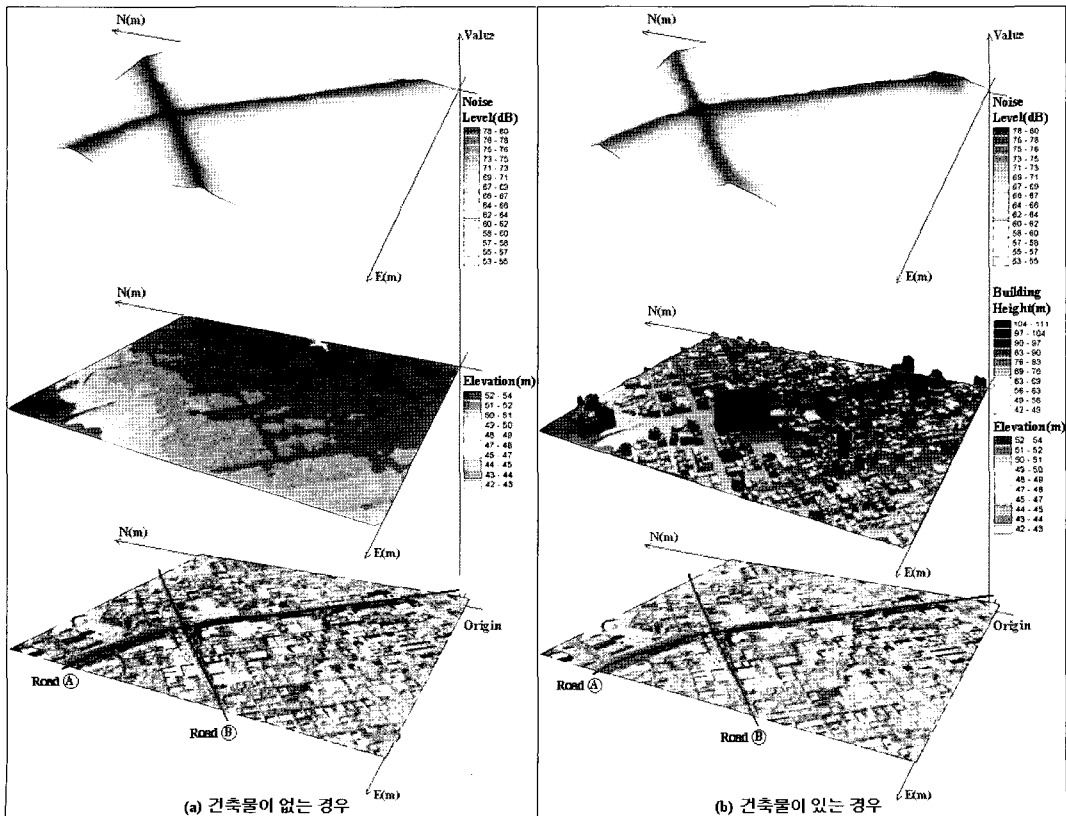 N(m)
Value
Noise
Level(dB)
78 - 80
76 - 78
75 - 76
73 - 75
71 - 73
69 - 71
67 - 69
66 - 67
64 - 66
62 - 64
60 - 62
58 - 60
57 - 58
55 - 57
53 - 55
E(m)
N(m)
Elevation(m)
52 - 54
51 - 52
50 - 51
49 - 50
48 - 49
47 - 48
45 - 47
44 - 45
43 - 44
42 - 43
E(m)
N(m)
Origin
Road Ⓐ
Road Ⓑ
E(m)
(a) 건축물이 없는 경우
N(m)
Value
Noise
Level(dB)
78 - 80
76 - 78
75 - 76
73 - 75
71 - 73
69 - 71
67 - 69
66 - 67
64 - 66
62 - 64
60 - 62
58 - 60
57 - 58
55 - 57
53 - 55
E(m)
N(m)
Building
Height(m)
104 - 111
97 - 104
90 - 97
83 - 90
76 - 83
69 - 76
63 - 69
56 - 63
49 - 56
42 - 49
Elevation(m)
52 - 54
51 - 52
50 - 51
49 - 50
48 - 49
47 - 48
45 - 47
44 - 45
43 - 44
42 - 43
E(m)
N(m)
Origin
Road Ⓐ
Road Ⓑ
E(m)
(b) 건축물이 있는 경우